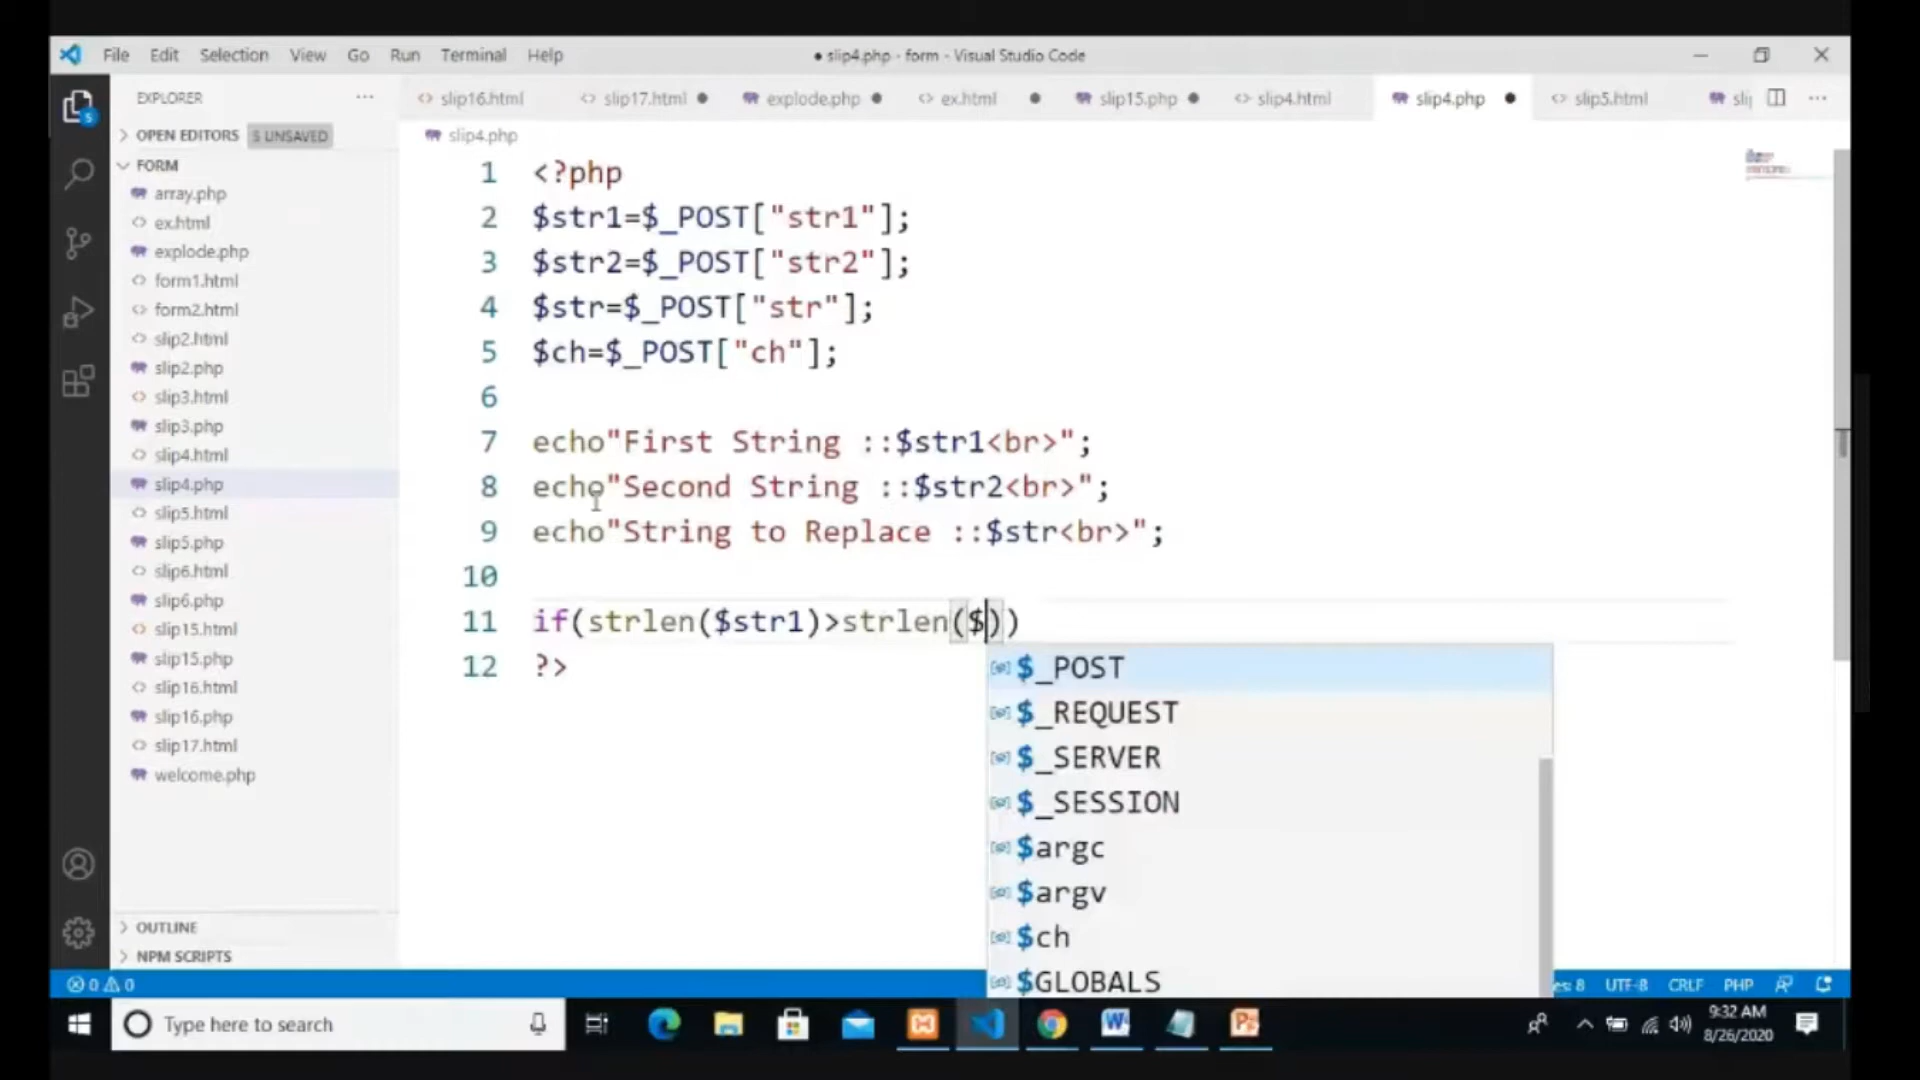 File Edit Selection View Go Run Terminal Help
● slip4.php - form - Visual Studio Code
EXPLORER
slip16.html slip17.html explode.php ex.html slip15.php slip4.html slip4.php slip5.html sli
OPEN EDITORS 5 UNSAVED
FORM
array.php
ex.html
explode.php
form1.html
form2.html
slip2.html
slip2.php
slip3.html
slip3.php
slip4.html
slip4.php
slip5.html
slip5.php
slip6.html
slip6.php
slip15.html
slip15.php
slip16.html
slip16.php
slip17.html
welcome.php
OUTLINE
NPM SCRIPTS
slip4.php
1 <?php
2 $str1=$_POST["str1"];
3 $str2=$_POST["str2"];
4 $str=$_POST["str"];
5 $ch=$_POST["ch"];
6
7 echo"First String ::$str1<br>";
8 echo"Second String ::$str2<br>";
9 echo"String to Replace ::$str<br>";
10
11 if(strlen($str1)>strlen($))
12 ?>
$_POST
$_REQUEST
$_SERVER
$_SESSION
$argc
$argv
$ch
$GLOBALS
0 0
es: 8 UTF-8 CRLF PHP
Type here to search
9:32 AM
8/26/2020